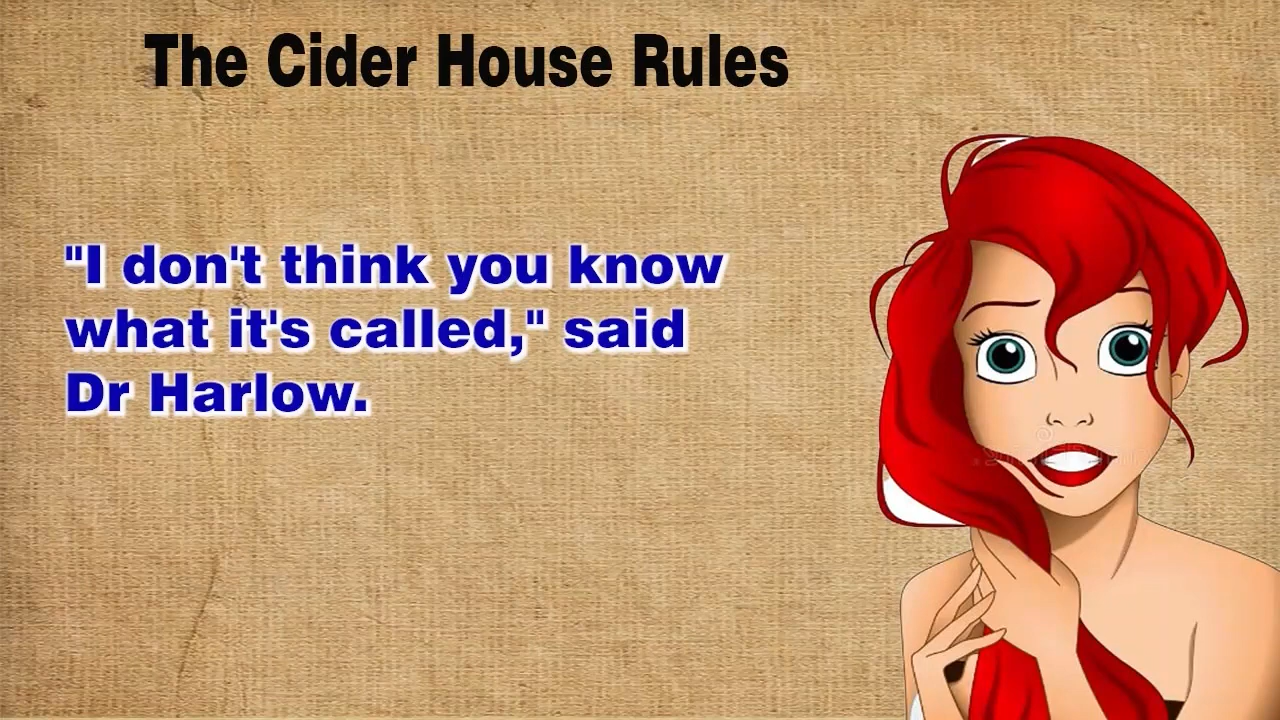 The Cider House Rules
"I don't think you know
what it's called," said
Dr Harlow.